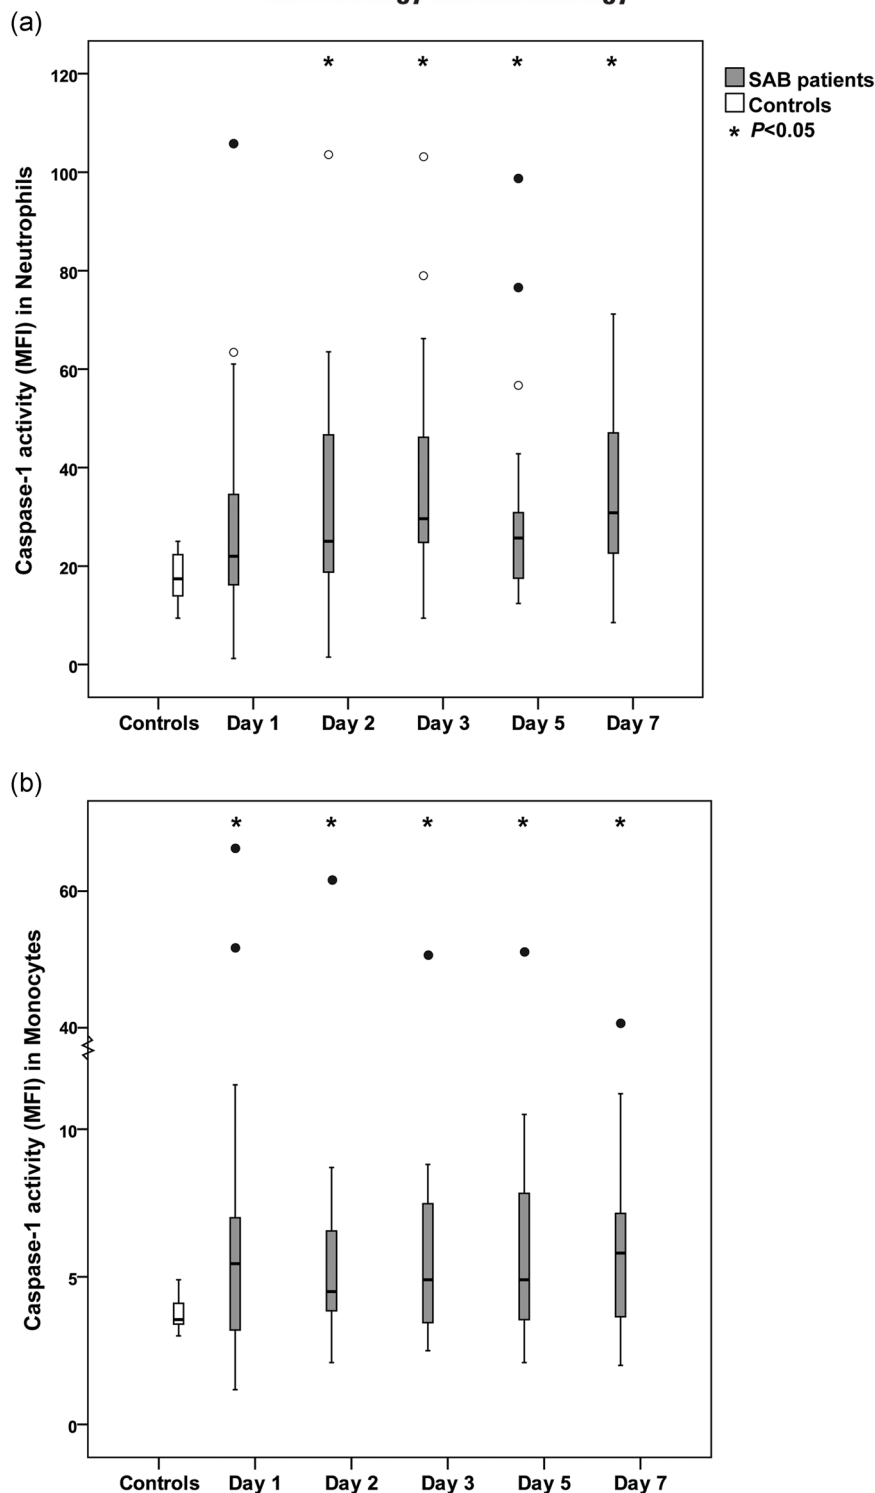 (a)
* * * *
SAB patients
Controls
* P<0.05
Caspase-1 activity (MFI) in Neutrophils
120
100
80
60
40
20
0
Controls Day 1 Day 2 Day 3 Day 5 Day 7
(b)
* * * * *
Caspase-1 activity (MFI) in Monocytes
60
40
10
5
0
Controls Day 1 Day 2 Day 3 Day 5 Day 7